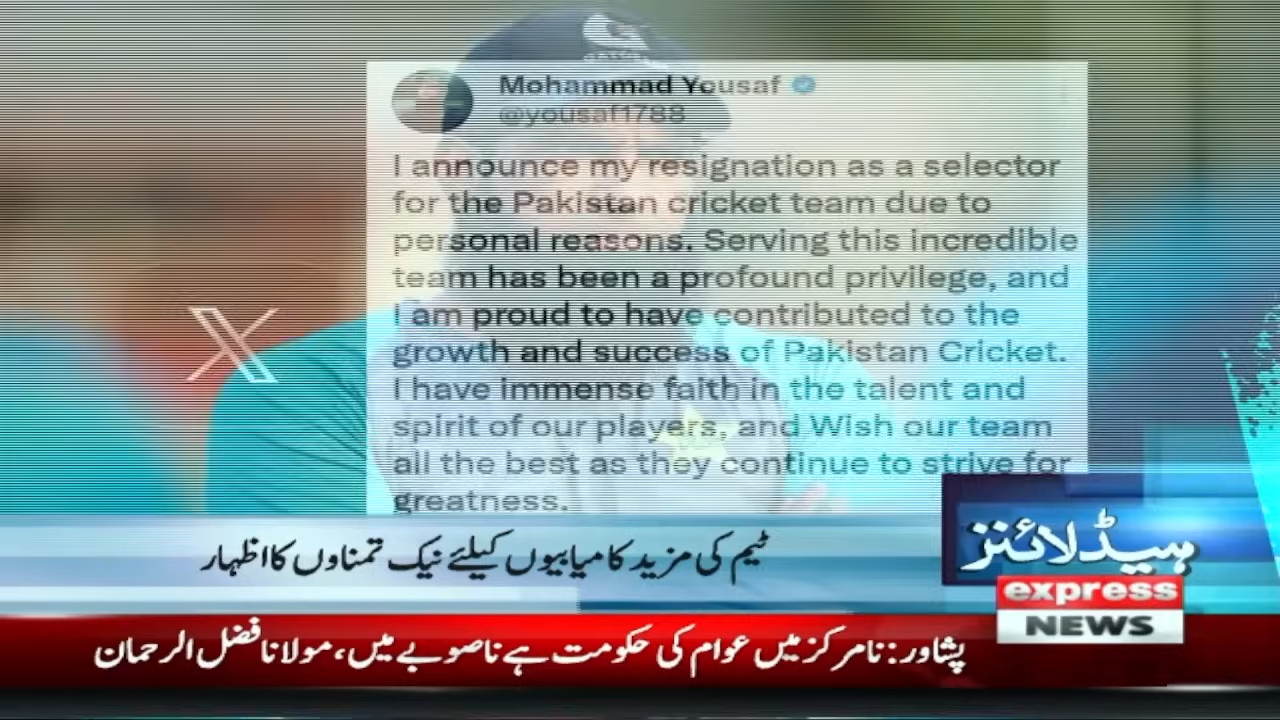 Mohammad Yousaf
@yousaf1788
I announce my resignation as a selector
for the Pakistan cricket team due to
personal reasons. Serving this incredible
team has been a profound privilege, and
I am proud to have contributed to the
growth and success of Pakistan Cricket.
I have immense faith in the talent and
spirit of our players, and Wish our team
all the best as they continue to strive for
greatness.
X
ٹیم کی مزید کامیابیوں کیلئے نیک تمناوں کا اظہار
ہیڈلائنز
express
NEWS
پشاور: نا مرکز میں عوام کی حکومت ہے نا صوبے میں، مولانا فضل الرحمان